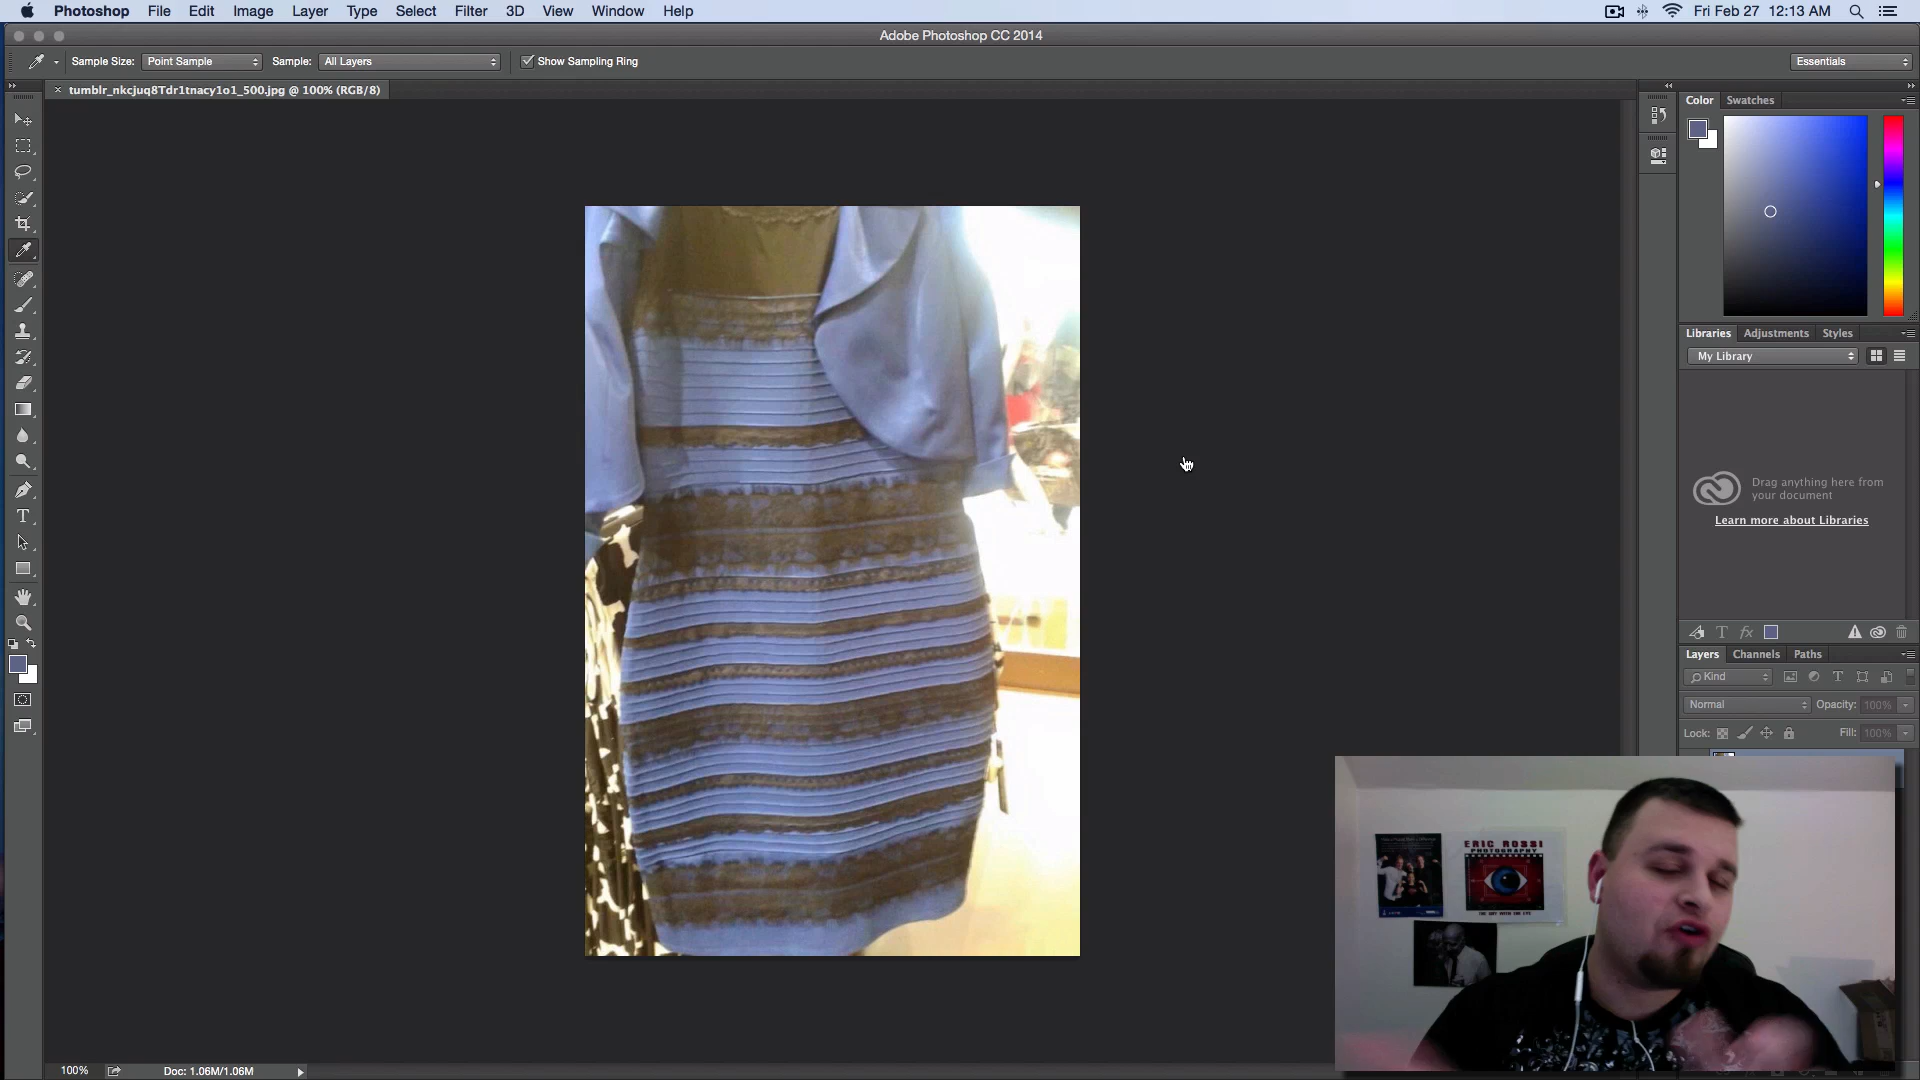 Photoshop File Edit Image Layer Type Select Filter 3D View Window Help Fri Feb 27 12:13 AM
Adobe Photoshop CC 2014
Sample Size: Point Sample Sample: All Layers Show Sampling Ring Essentials
tumblr_nkcjuq8Tdr1tnacy1o1_500.jpg @ 100% (RGB/8)
Color Swatches
Libraries Adjustments Styles
My Library
Drag anything here from
your document
Learn more about Libraries
Layers Channels Paths
Kind
Normal Opacity: 100%
Lock: Fill: 100%
ERIC ROSSI
PHOTOGRAPHY
100% Doc: 1.06M/1.06M